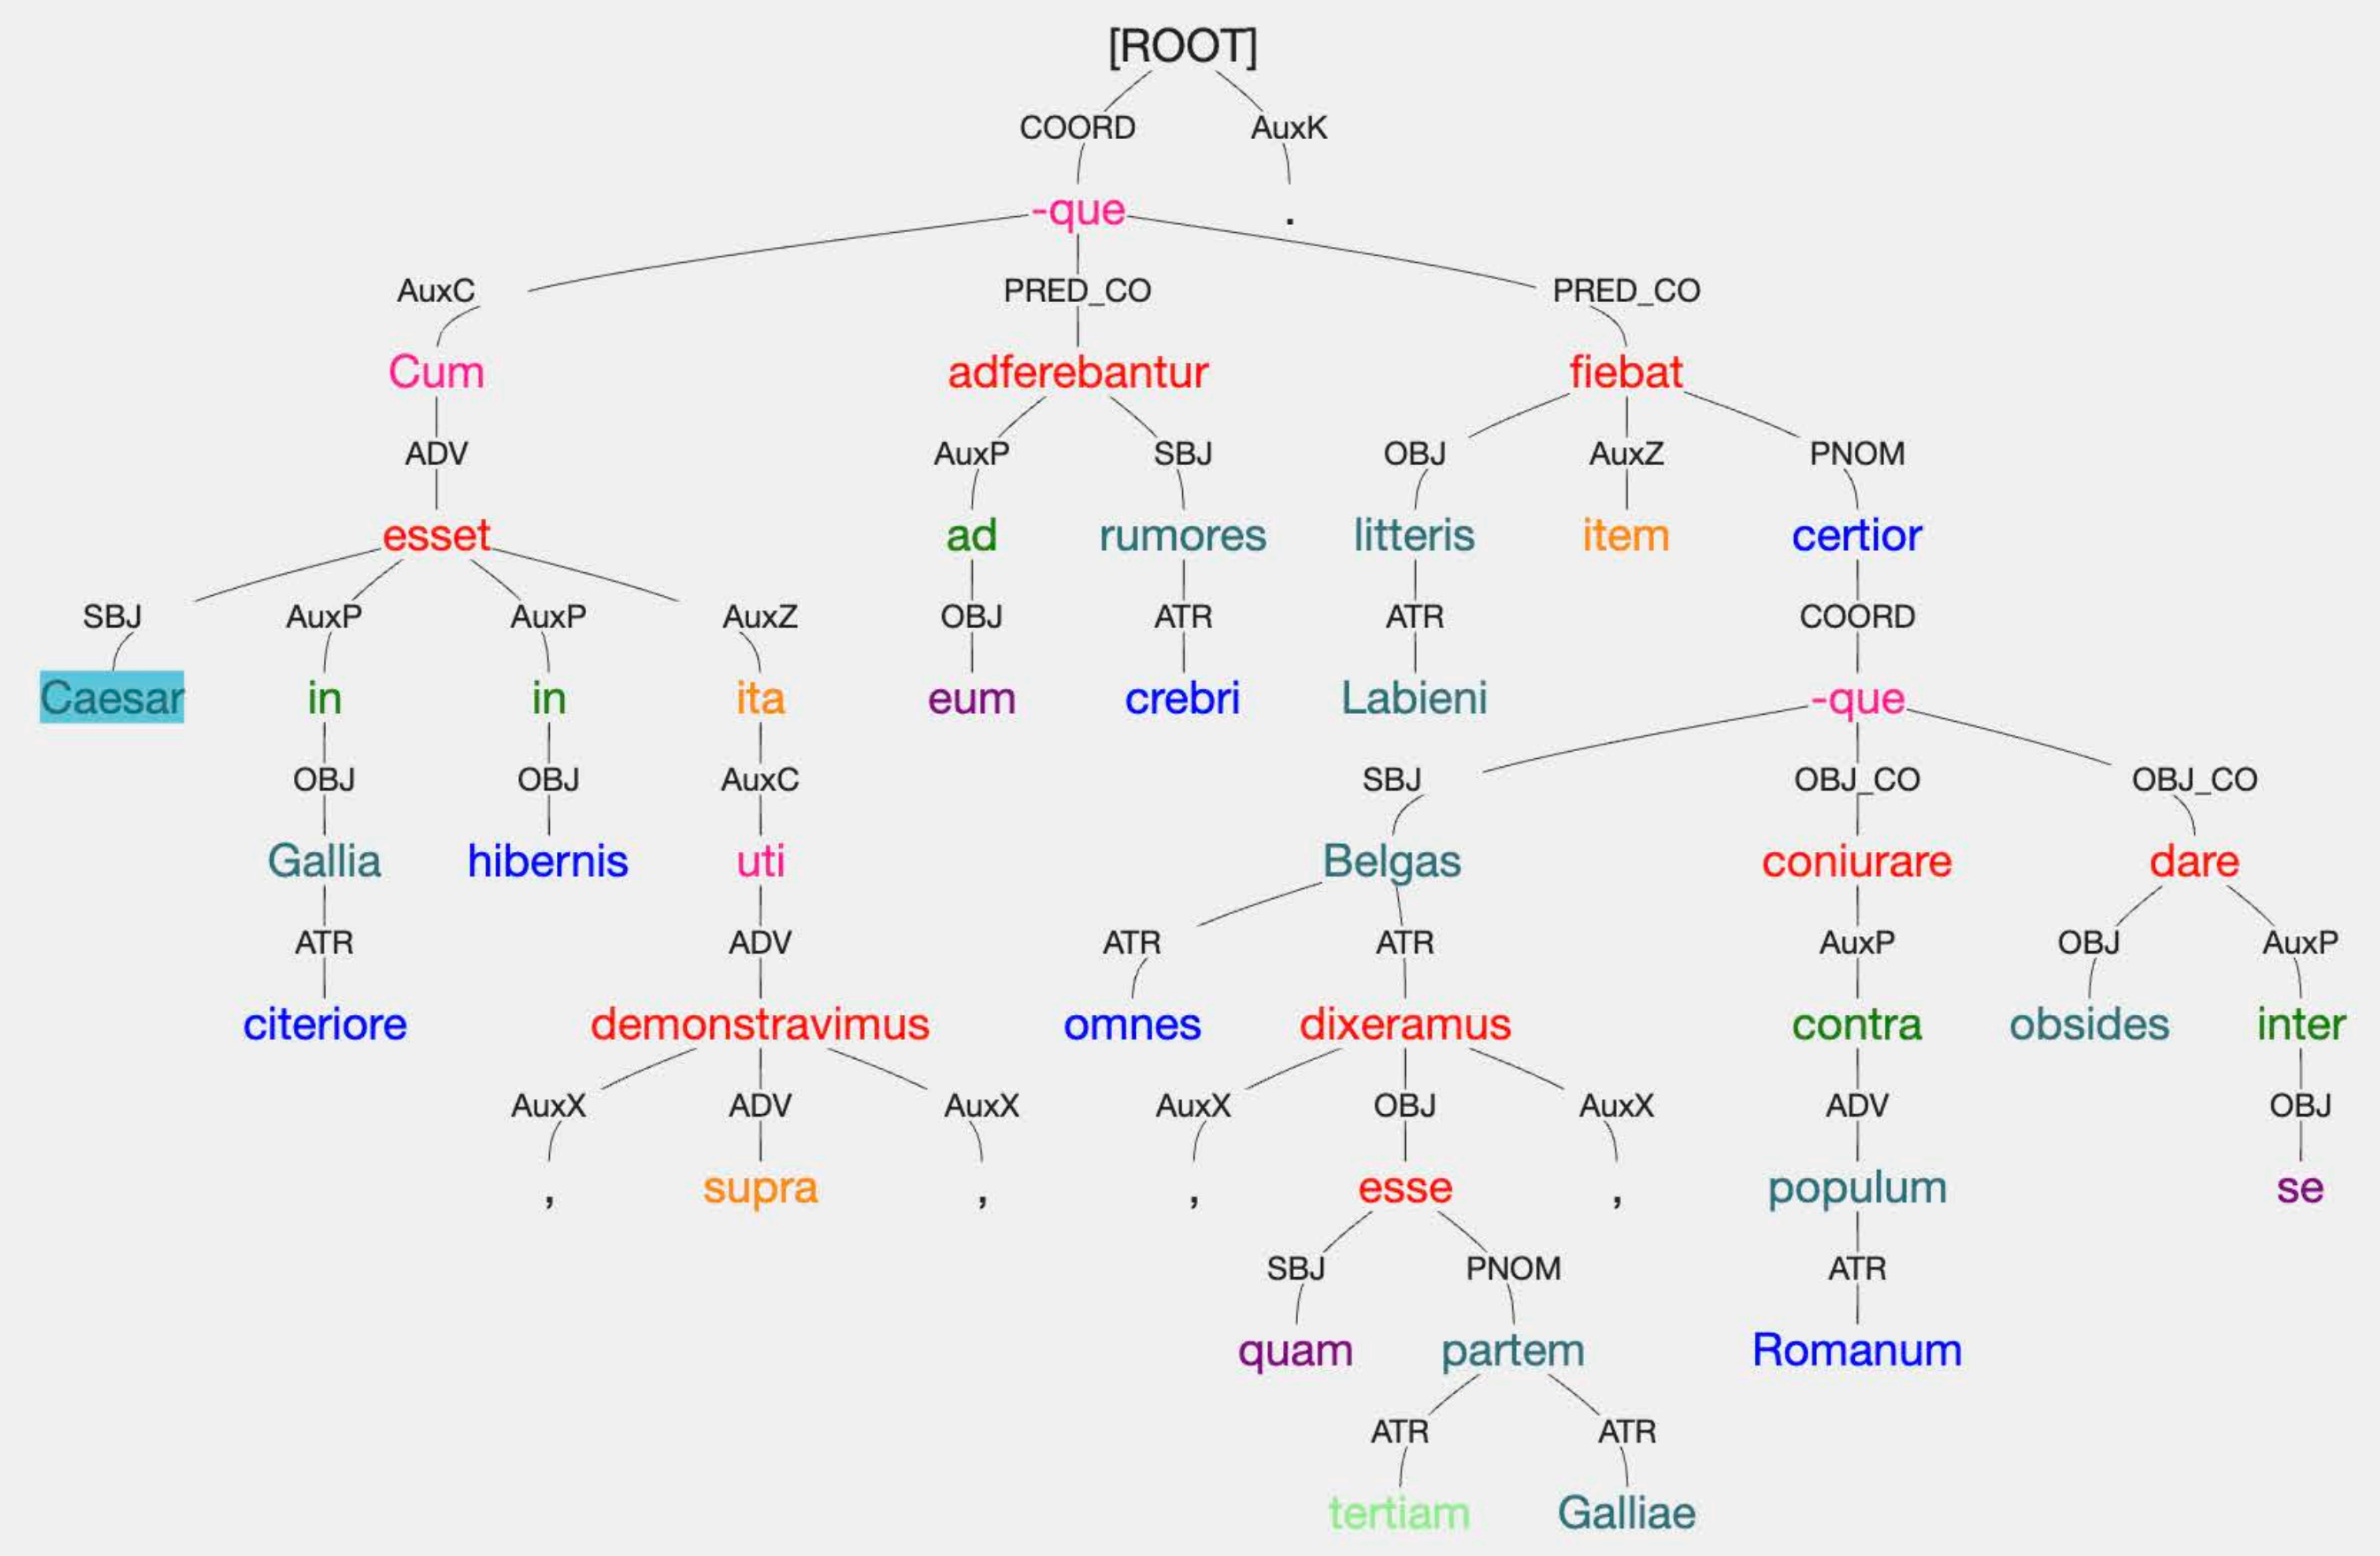 [ROOT]
COORD AuxK
-que .
AuxC PRED_CO PRED_CO
Cum adferebantur fiebat
ADV AuxP SBJ OBJ AuxZ PNOM
esset ad rumores litteris item certior
SBJ AuxP AuxP AuxZ OBJ ATR ATR COORD
Caesar in in ita eum crebri Labieni -que
OBJ OBJ AuxC SBJ OBJ_CO OBJ_CO
Gallia hibernis uti Belgas coniurare dare
ATR ADV ATR ATR AuxP OBJ AuxP
citeriore demonstravimus omnes dixeramus contra obsides inter
AuxX ADV AuxX AuxX OBJ AuxX ADV OBJ
, supra , , esse , populum se
SBJ PNOM ATR
quam partem Romanum
ATR ATR
tertiam Galliae